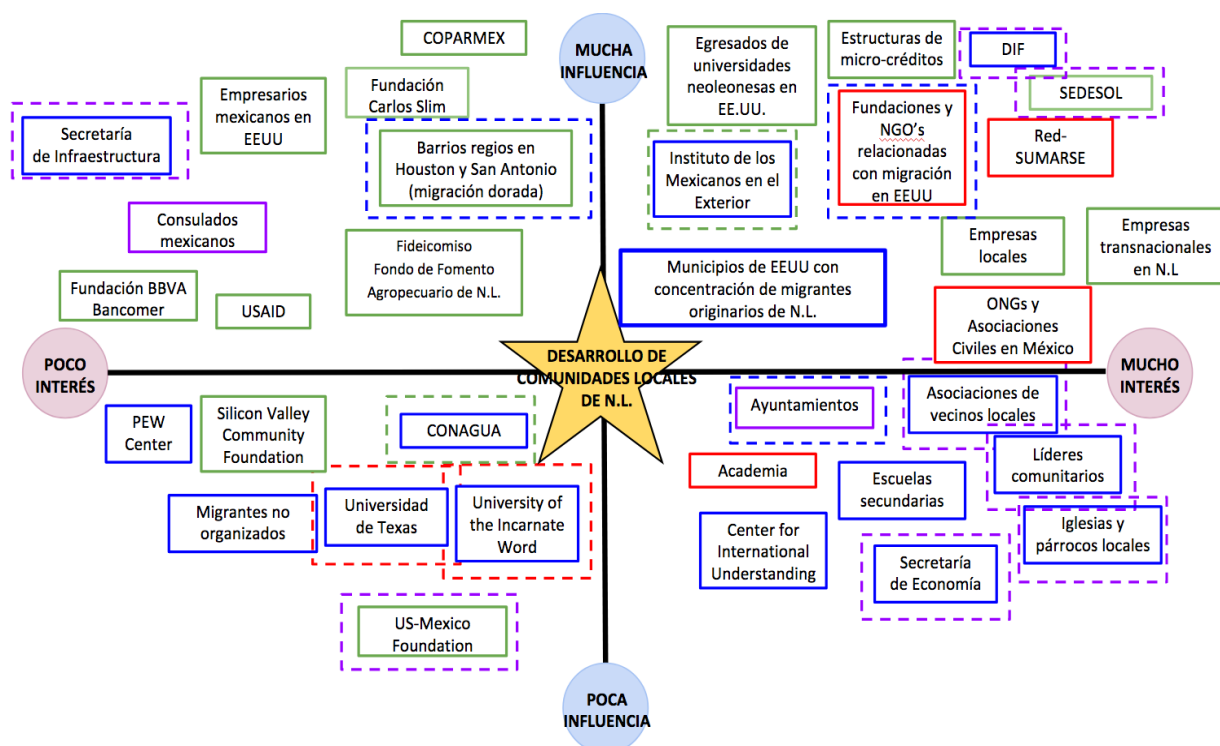 COPARMEX
MUCHA
INFLUENCIA
Egresados de
universidades
neoleonesas en
EE.UU.
Estructuras de
micro-créditos
DIF
SEDESOL
Fundación
Carlos Slim
Empresarios
mexicanos en
EEUU
Secretaría
de Infraestructura
Barrios regios en
Houston y San Antonio
(migración dorada)
Instituto de los
Mexicanos en el
Exterior
Fundaciones y
NGO’s
relacionadas
con migración
en EEUU
Red-
SUMARSE
Consulados
mexicanos
Fideicomiso
Fondo de Fomento
Agropecuario de N.L.
Empresas
locales
Empresas
transnacionales
en N.L
Fundación BBVA
Bancomer
USAID
Municipios de EEUU con
concentración de migrantes
originarios de N.L.
ONGs y
Asociaciones
Civiles en México
POCO
INTERÉS
DESARROLLO DE
COMUNIDADES LOCALES
DE N.L.
MUCHO
INTERÉS
PEW
Center
Silicon Valley
Community
Foundation
CONAGUA
Ayuntamientos
Asociaciones de
vecinos locales
Academia
Escuelas
secundarias
Líderes
comunitarios
Migrantes no
organizados
Universidad
de Texas
University of
the Incarnate
Word
Center for
International
Understanding
Secretaría
de Economía
Iglesias y
párrocos locales
US-Mexico
Foundation
POCA
INFLUENCIA